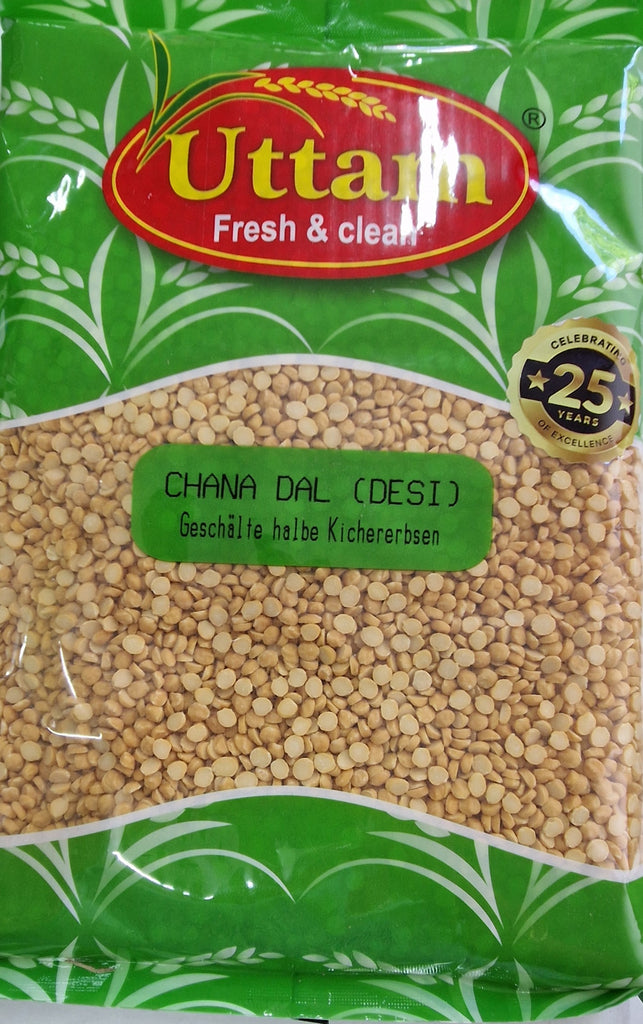 Uttam
®
Fresh & clean
CELEBRATING
25
YEARS
OF EXCELLENCE
CHANA DAL (DESI)
Geschälte halbe Kichererbsen